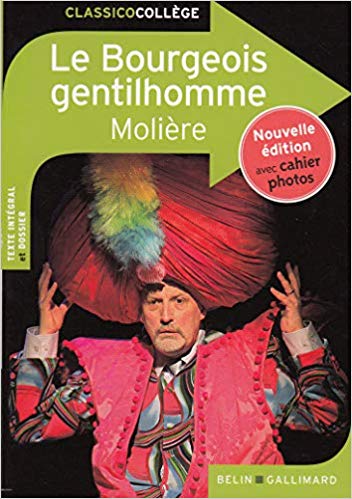 CLASSICOCOLLÈGE
Le Bourgeois
gentilhomme
Molière
Nouvelle
édition
avec cahier
photos
TEXTE INTÉGRAL
et DOSSIER
BELIN GALLIMARD